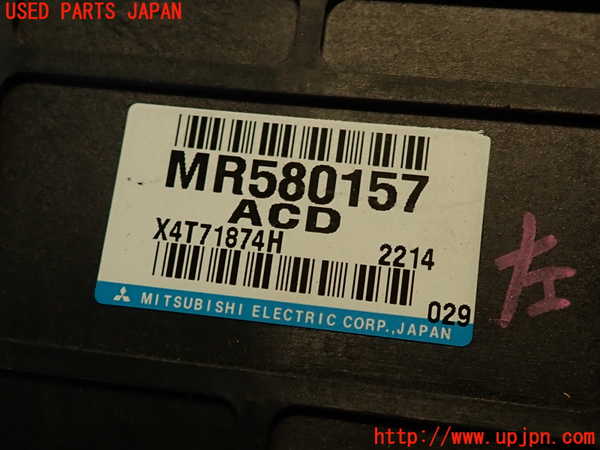 USED PARTS JAPAN
MR580157
ACD
X4T71874H 2214
029
MITSUBISHI ELECTRIC CORP., JAPAN
左
http://www.upjpn.com/